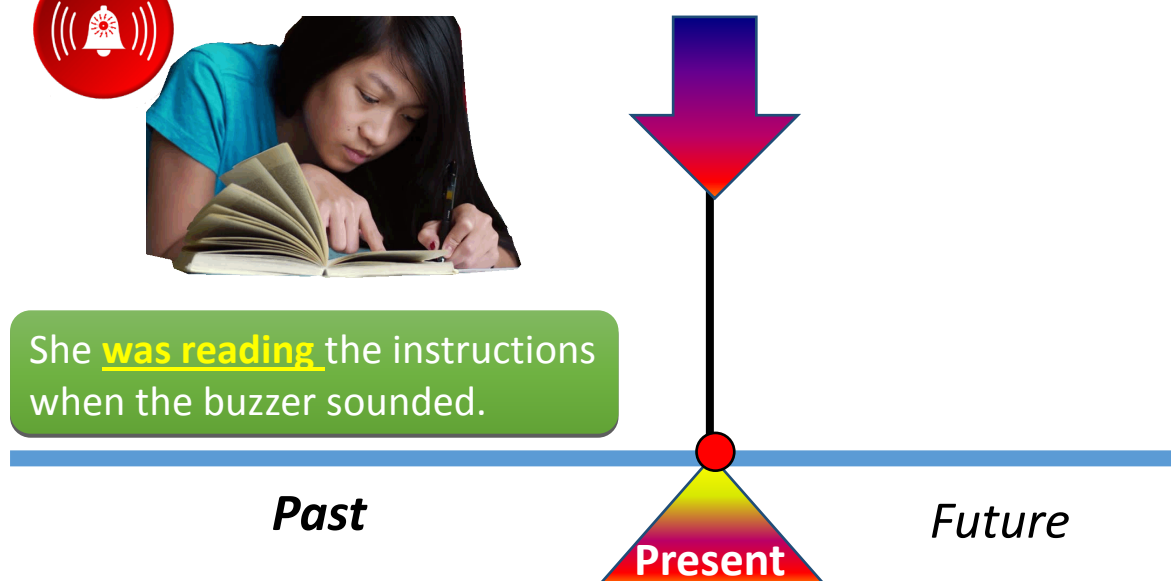 She was reading the instructions
when the buzzer sounded.
Past
Present
Future